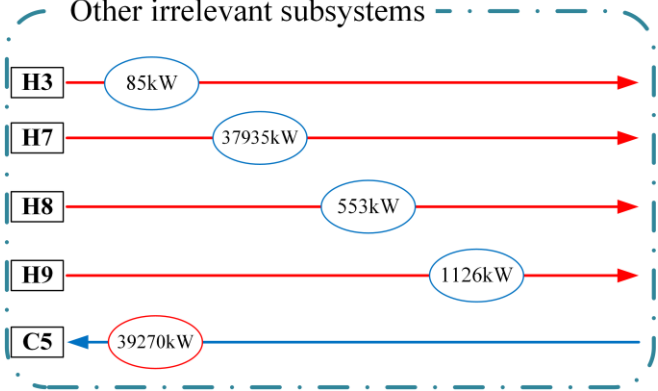 Other irrelevant subsystems
H3 85kW
H7 37935kW
H8 553kW
H9 1126kW
C5 39270kW